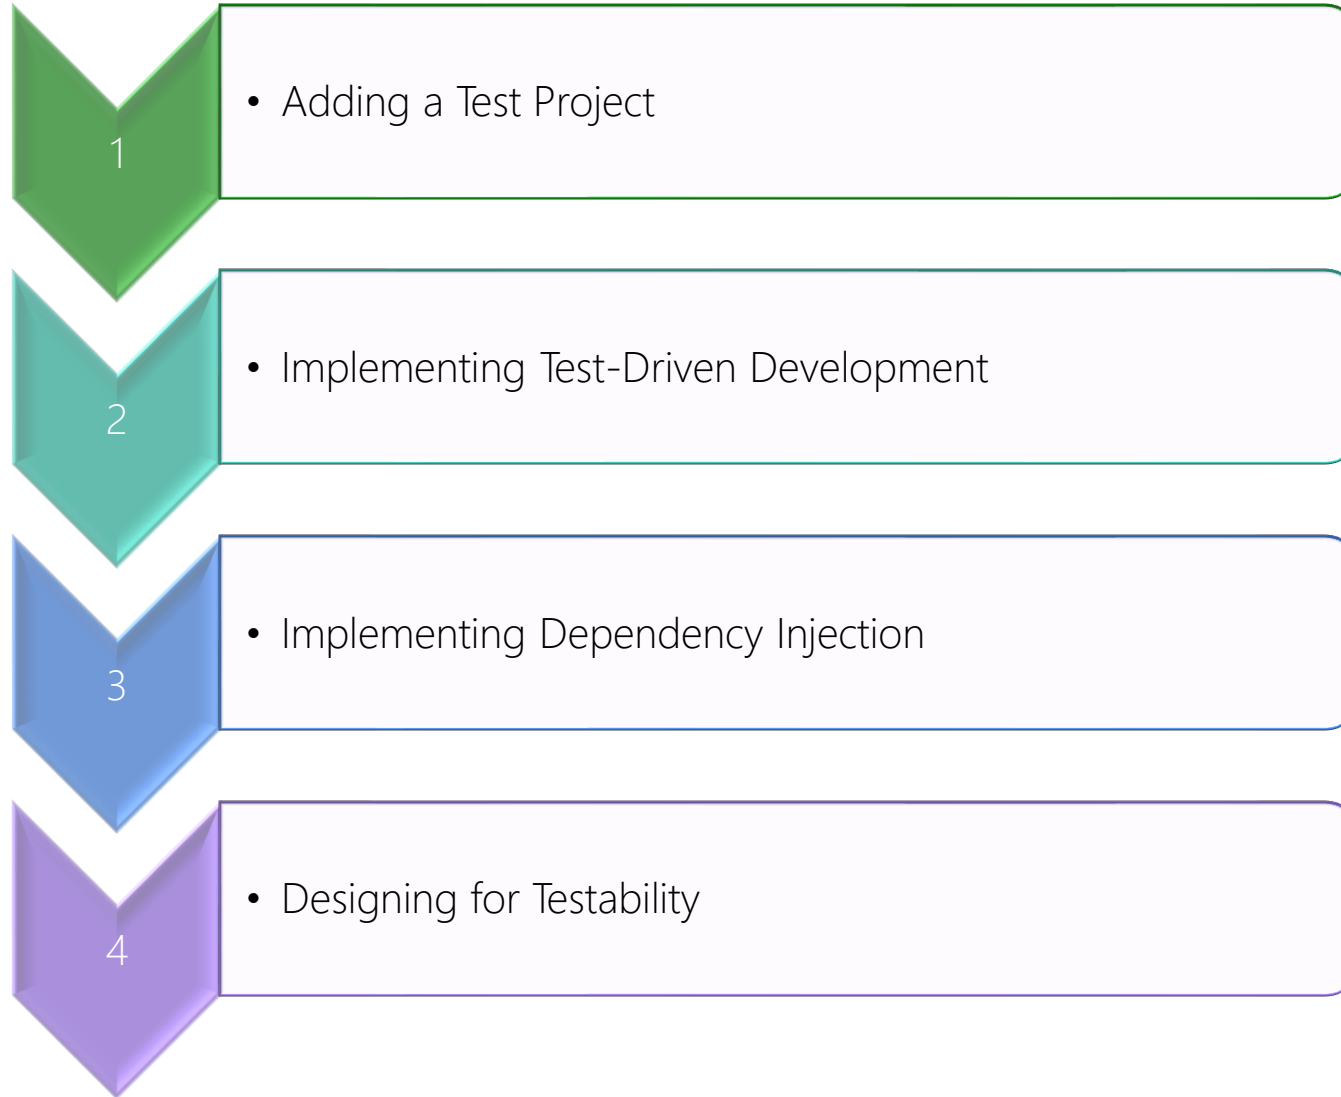 1
• Adding a Test Project
2
• Implementing Test-Driven Development
3
• Implementing Dependency Injection
4
• Designing for Testability